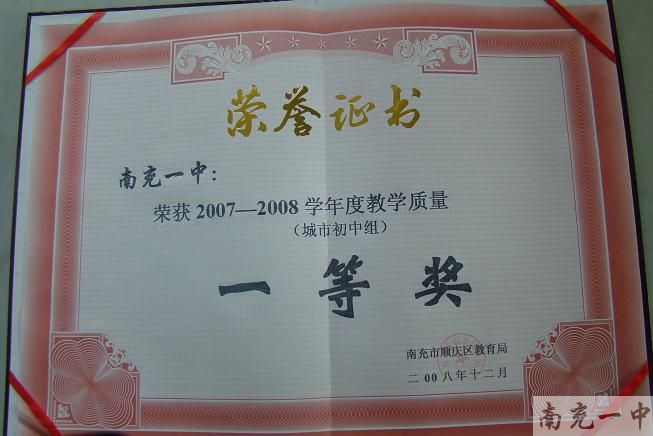 荣誉证书
南充一中：
荣获 2007—2008 学年度教学质量
（城市初中组）
一等奖
南充市顺庆区教育局
二00八年十二月
南充一中